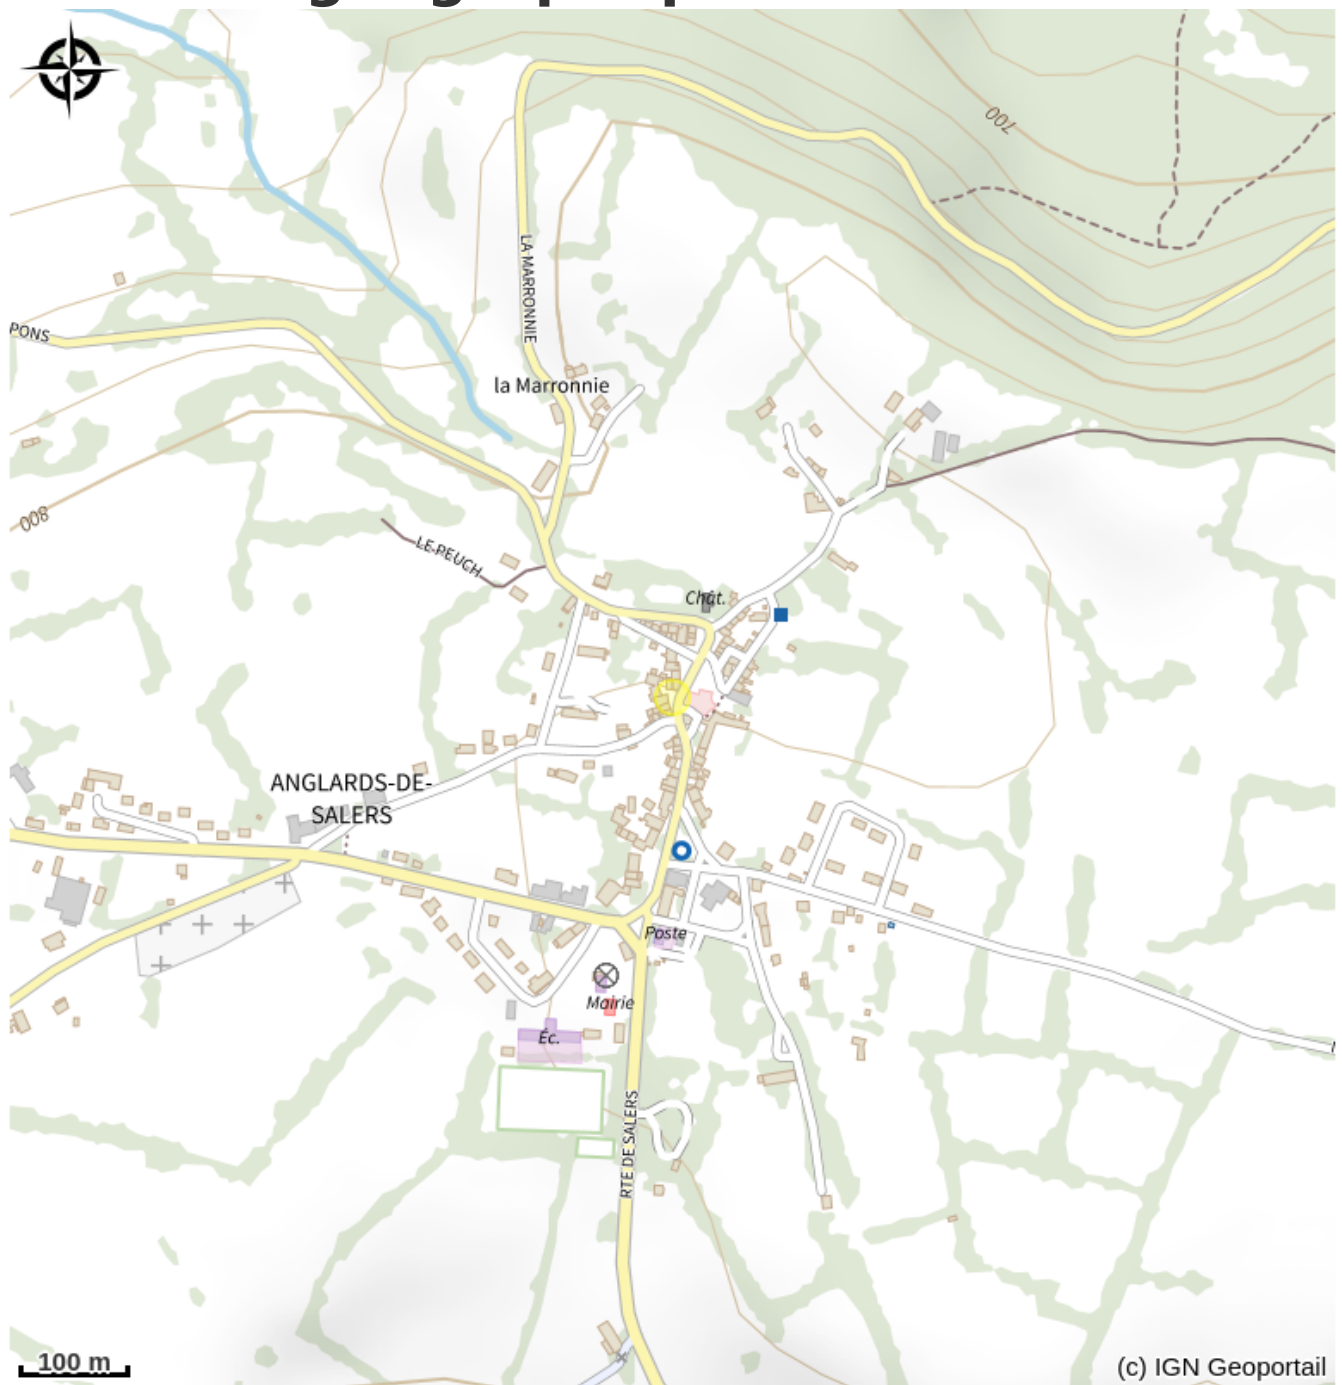 700
LA MARRONNIE
PONS
la Marronnie
800
LE PEUCH
Chât.
ANGLARDS-DE-
SALERS
Poste
Mairie
Éc.
RTE DE SALERS
100 m
(c) IGN Geoportail